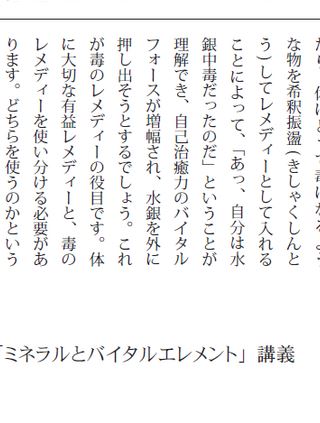 な物を希釈振盪(きしゃくしんと
う)してレメディーとして入れる
ことによって、「あっ、自分は水
銀中毒だったのだ」ということが
理解でき、自己治癒力のバイタル
フォースが増幅され、水銀を外に
押し出そうとするでしょう。これ
が毒のレメディーの役目です。体
に大切な有益レメディーと、毒の
レメディーを使い分ける必要があ
ります。どちらを使うのかという
「ミネラルとバイタルエレメント」講義